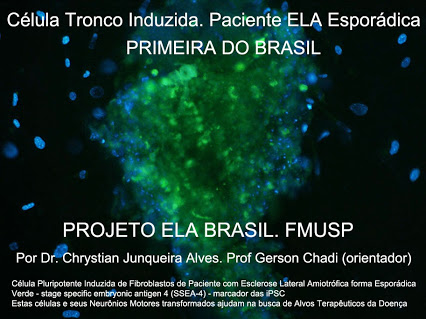 Célula Tronco Induzida. Paciente ELA Esporádica
PRIMEIRA DO BRASIL
PROJETO ELA BRASIL. FMUSP
Por Dr. Chrystian Junqueira Alves. Prof Gerson Chadi (orientador)
Célula Pluripotente Induzida de Fibroblastos de Paciente com Esclerose Lateral Amiotrófica forma Esporádica
Verde - stage specific embryonic antigen 4 (SSEA-4) - marcador das iPSC
Estas células e seus Neurônios Motores transformados ajudam na busca de Alvos Terapêuticos da Doença